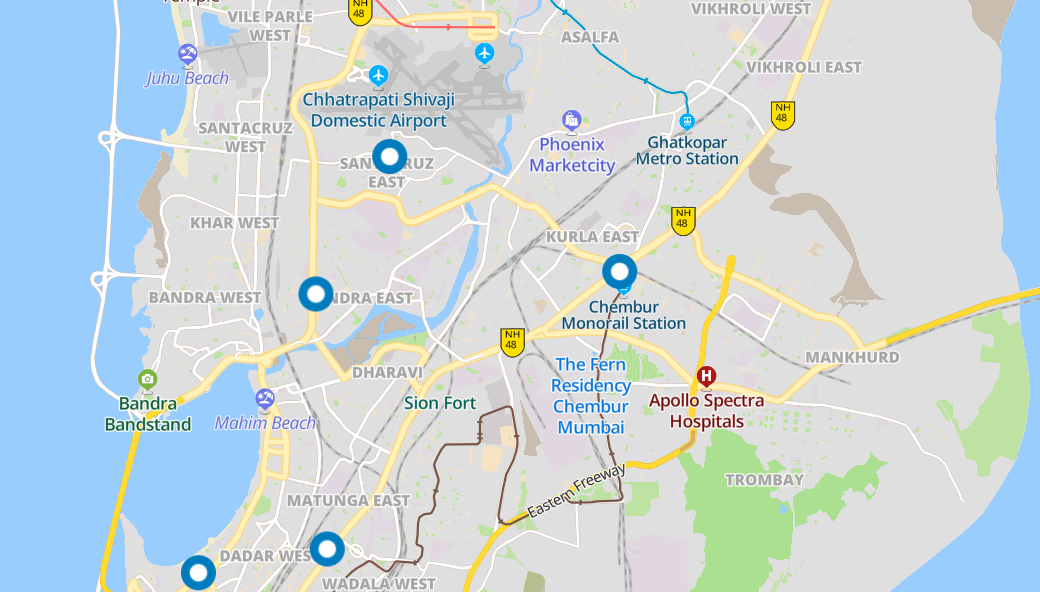 VILE PARLE
WEST
NH
48
VIKHROLI WEST
ASALFA
VIKHROLI EAST
Juhu Beach
Chhatrapati Shivaji
Domestic Airport
NH
48
SANTACRUZ
WEST
Phoenix
Marketcity
Ghatkopar
Metro Station
EAST
KHAR WEST
NH
48
KURLA EAST
BANDRA WEST
NDRA EAST
Chembur
Monorail Station
NH
48
MANKHURD
DHARAVI
The Fern
Residency
Chembur
Mumbai
Bandra
Bandstand
Mahim Beach
Sion Fort
H
Apollo Spectra
Hospitals
Eastern Freeway
TROMBAY
MATUNGA EAST
DADAR WES
WADALA WEST